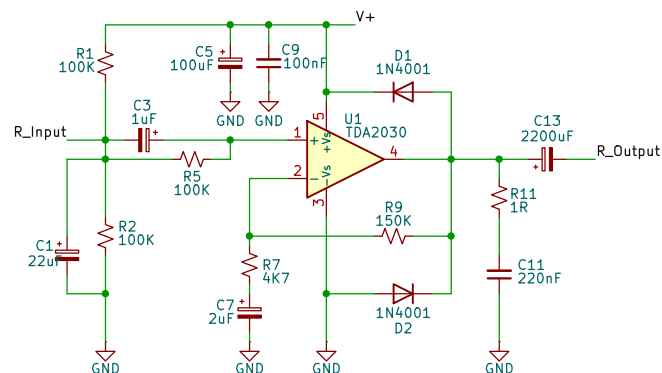 V+
R1
100K
C5
100uF
C9
100nF
D1
1N4001
GND
GND
U1
TDA2030
C3
1uF
R_Input
1
+
5
+Vs
4
C13
2200uF
R_Output
R5
100K
2
-
-Vs
3
R11
1R
R9
150K
R2
100K
C1
22uF
R7
4K7
C11
220nF
C7
2uF
1N4001
D2
GND
GND
GND
GND